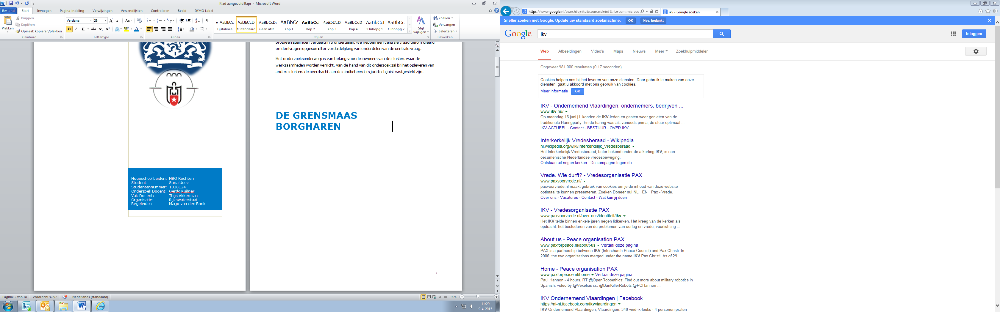 Klad aangevuld 9apr - Microsoft Word
Bestand Start Invoegen Pagina-indeling Verwijzingen Verzendlijsten Controleren Beeld DYMO Label
Plakken
Knippen
Kopiëren
Opmaak kopiëren/plakken
Klembord
Verdana 26
Lettertype
Alinea
AaBbCc Lijstalinea
AaBbCcDc ¶ Standaard
AaBbCcDc Geen afst...
AaBbCc Kop 1
AaBbCcI Kop 2
AaBbCcD Kop 3
AaBbCcD Kop 4
AaBbCcI ¶ Inhopg 1
AaBbCcI ¶ Inhopg 2
Stijl wijzigen
Stijlen
Zoeken
Vervangen
Selecteren
Bewerken
Hogeschool Leiden: HBO Rechten
Student: Suna Ucoz
Studentennummer: 1038124
Onderzoek Docent: Gerdo Kuijper
Vak Docent: Thijs Akkerman
Organisatie: Rijkswaterstaat
Begeleider: Marjo van den Brink
probleemstellingen verdeeld in 3 onderdelen. We hebben een centrale vraag geformuleerd
en deelvragen opgesomd ter verduidelijking van onderdelen van de centrale vraag.
Het onderzoeksonderwerp is van belang voor de inwoners van de clusters waar de
werkzaamheden worden verricht. Aan de hand van dit onderzoek zal bij het opleveren van
andere clusters de overdracht aan de eindbeheerders juridisch juist vastgesteld zijn.
DE GRENSMAAS
BORGHAREN
1
Pagina: 2 van 18 Woorden: 3.092 Nederlands (standaard) 90%
11:29
9-4-2015
https://www.google.nl/search?q=ikv&sourceid=ie7&rls=com.microsc
ikv - Google zoeken
Sneller zoeken met Google. Update uw standaard zoekmachine. OK Nee, bedankt
Google ikv Inloggen
Web Afbeeldingen Video's Maps Nieuws Meer Zoekhulpmiddelen
Ongeveer 981.000 resultaten (0,17 seconden)
Cookies helpen ons bij het leveren van onze diensten. Door gebruik te maken van onze
diensten, gaat u akkoord met ons gebruik van cookies.
Meer informatie OK
IKV - Ondernemend Vlaardingen: ondernemers, bedrijven ...
www.ikv.nu/
Op maandag 16 juni j.l. konden de IKV-leden en gasten weer genieten van de
traditionele Haringparty. En de haring was als vanouds prima, de sfeer optimaal ...
IKV-ACTUEEL - Contact - BESTUUR - OVER IKV
Interkerkelijk Vredesberaad - Wikipedia
nl.wikipedia.org/wiki/Interkerkelijk_Vredesberaad
Het Interkerkelijk Vredesberaad, beter bekend onder de afkorting IKV, is een
oecumenische Nederlandse vredesbeweging.
Ontstaan uit negen kerken - De campagne tegen de ...
Vrede. Wie durft? - Vredesorganisatie PAX
www.paxvoorvrede.nl/
paxvoorvrede.nl maakt gebruik van cookies om je de inhoud van deze website
optimaal te kunnen presenteren. Zoeken Doneer nu! NL · EN · Pax - Vrede.
Over ons - Vacatures - Contact - Wat kun jij doen
IKV - Vredesorganisatie PAX
www.paxvoorvrede.nl/over-ons/identiteit/ikv
Het IKV telde binnen enkele jaren negen lidkerken. Het kreeg van de kerken als
opdracht: het bestuderen van de problemen van oorlog en vrede, voorlichting ...
About us - Peace organisation PAX
www.paxforpeace.nl/about-us Vertaal deze pagina
PAX is a partnership between IKV (Interchurch Peace Council) and Pax Christi. In
2006, the two organisations merged under the name IKV Pax Christi. As of 29 ...
Home - Peace organisation PAX
www.paxforpeace.nl/home Vertaal deze pagina
Paul Hannon - 4 hours. RT @OpenRoboethics: Find out more about military robotics in
Spanish, video by @Vexelius cc: @BanKillerRobots @PCHannon ...
IKV Ondernemend Vlaardingen | Facebook
https://nl-nl.facebook.com/ikvvlaardingen
IKV Ondernemend Vlaardingen, Vlaardingen. 348 vind-ik-leuks · 4 personen praten